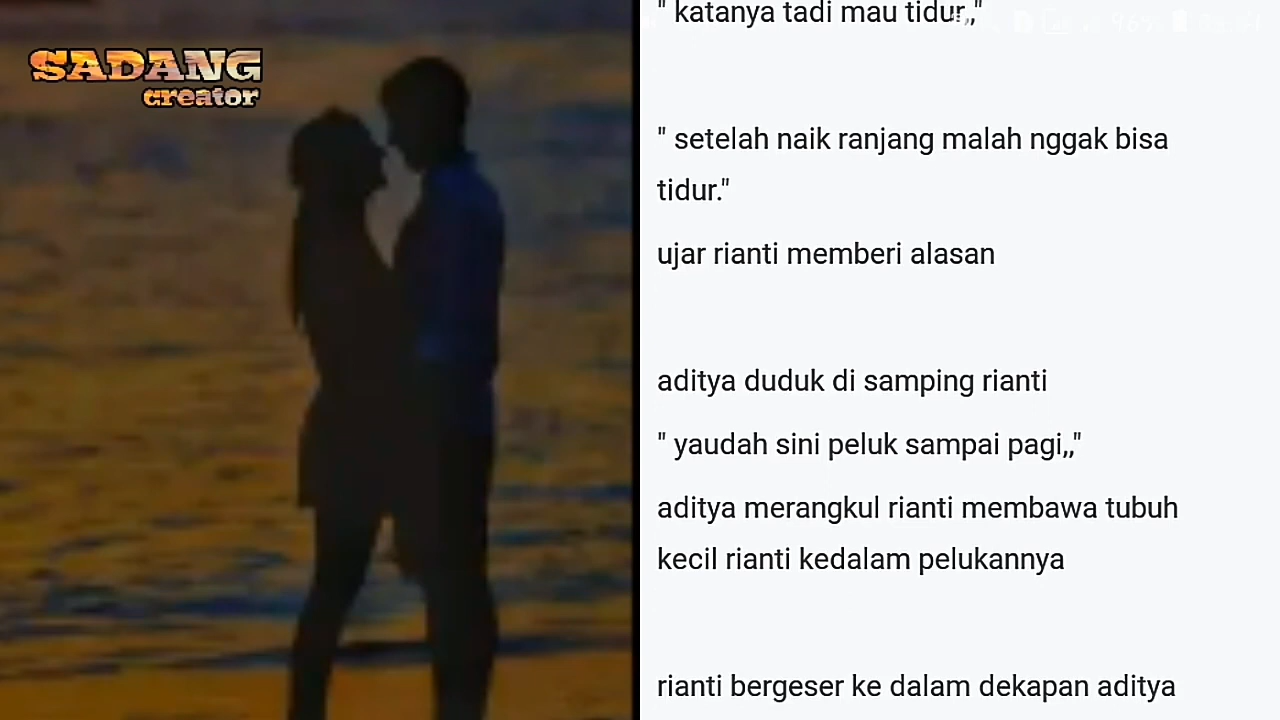 SADANG
creator
" katanya tadi mau tidur,,"
" setelah naik ranjang malah nggak bisa
tidur."
ujar rianti memberi alasan
aditya duduk di samping rianti
" yaudah sini peluk sampai pagi,,"
aditya merangkul rianti membawa tubuh
kecil rianti kedalam pelukannya
rianti bergeser ke dalam dekapan aditya